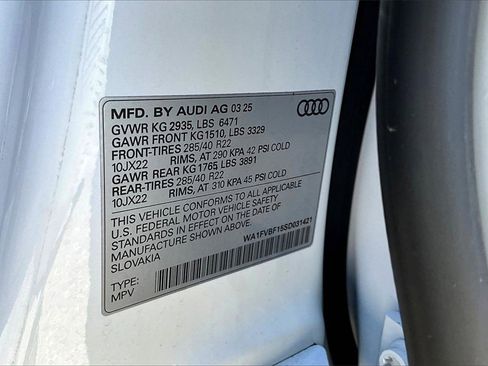 MFD. BY AUDI AG 03 25
GVWR KG 2935, LBS 6471
GAWR FRONT KG1510, LBS 3329
FRONT-TIRES 285/40 R22
10JX22 RIMS, AT 290 KPA 42 PSI COLD
GAWR REAR KG 1765 LBS 3891
REAR-TIRES 285/40 R22
10JX22 RIMS, AT 310 KPA 45 PSI COLD
THIS VEHICLE CONFORMS TO ALL APPLICABLE
U.S. FEDERAL MOTOR VEHICLE SAFETY
STANDARDS IN EFFECT ON THE DATE OF
MANUFACTURE SHOWN ABOVE.
SLOVAKIA
WA1FVBF15SD031421
TYPE:
MPV